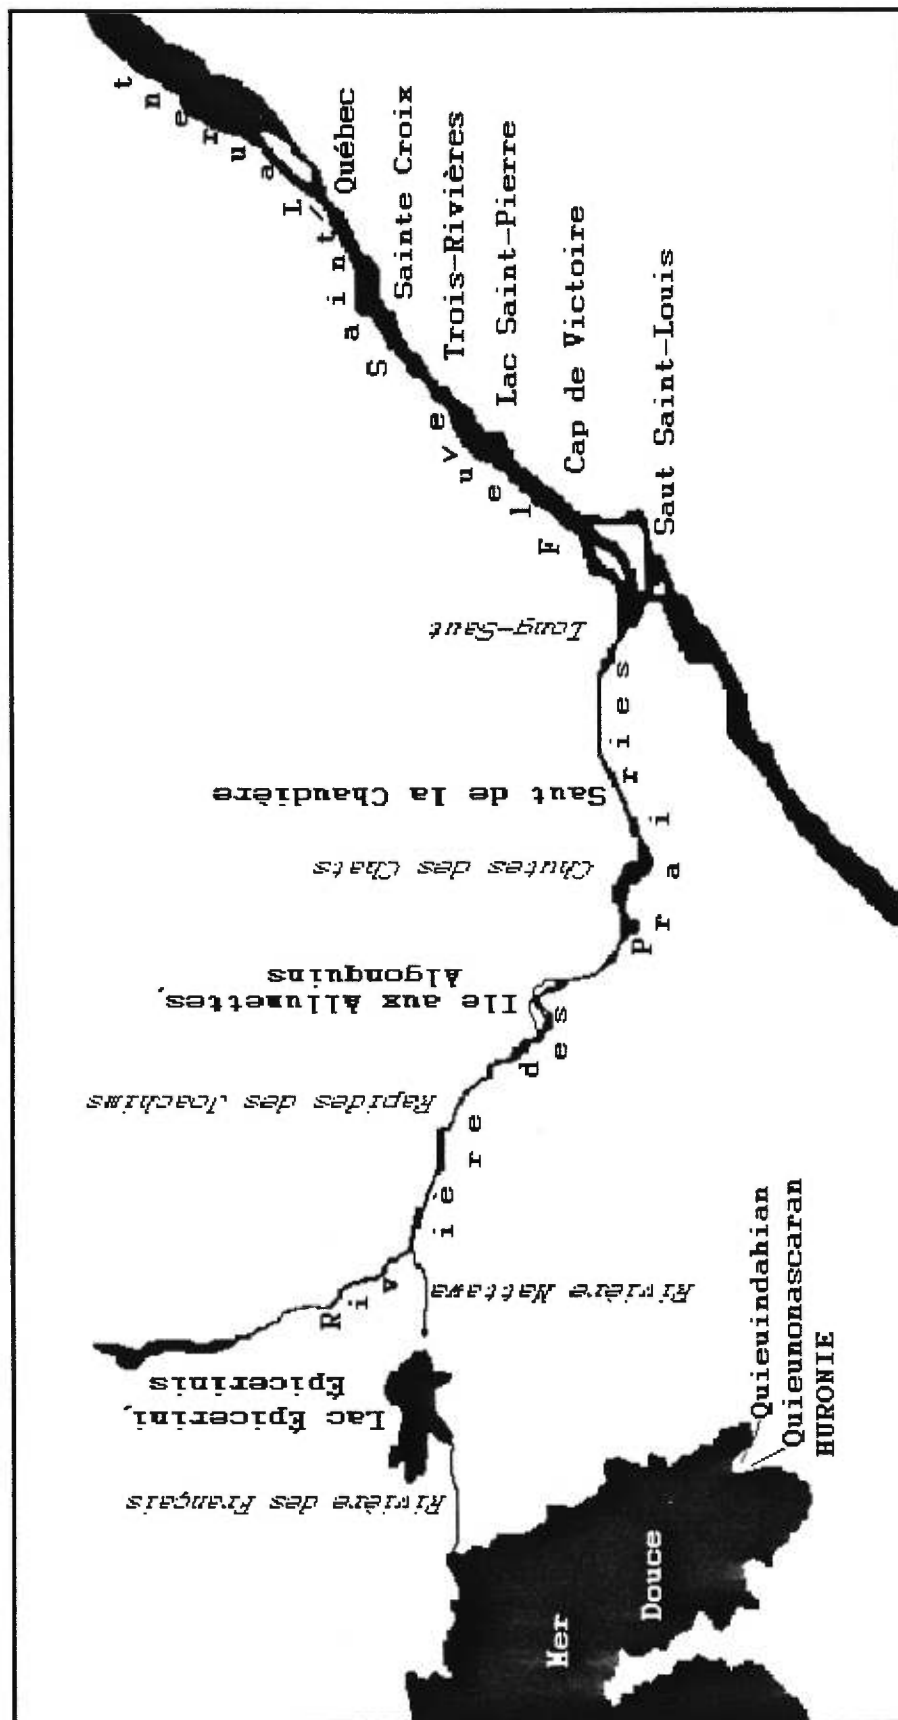 Fleuve Saint Laurent
Québec
Sainte Croix
Trois-Rivières
Lac Saint-Pierre
Cap de Victoire
Saut Saint-Louis
Long-Saut
Saut de la Chaudière
Chutes des Chats
Ile aux Allumettes,
Algonquins
Rapides des Joachims
Rivière des Prairies
Rivière Mattawa
Lac Épicerini,
Épicerinis
Rivière des Français
Mer
Douce
Quieuindahian
Quieunonascaran
HURONIE